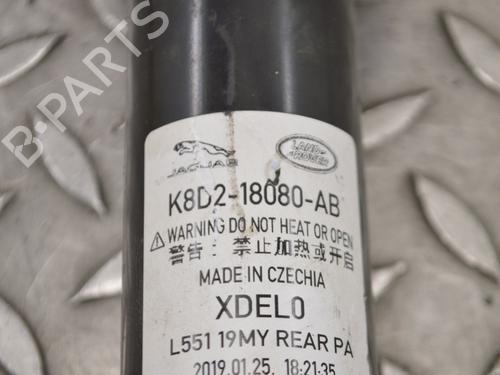 B-PARTS
JAGUAR
LAND-
ROVER
K8D2-18080-AB
WARNING DO NOT HEAT OR OPEN
警告：禁止加热或开启
MADE IN CZECHIA
XDEL0
L551 19MY REAR PA
2019.01.25, 18:21:35